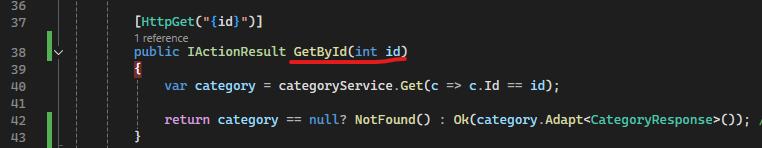 36
37 [HttpGet("{id}")]
1 reference
38 public IActionResult GetById(int id)
39 {
40 var category = categoryService.Get(c => c.Id == id);
41
42 return category == null? NotFound() : Ok(category.Adapt<CategoryResponse>()); /
43 }